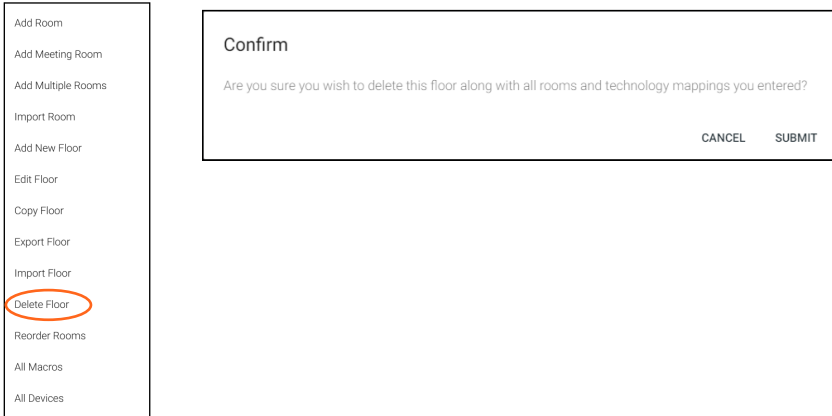 Add Room
Add Meeting Room
Add Multiple Rooms
Import Room
Add New Floor
Edit Floor
Copy Floor
Export Floor
Import Floor
Delete Floor
Reorder Rooms
All Macros
All Devices
Confirm
Are you sure you wish to delete this floor along with all rooms and technology mappings you entered?
CANCEL SUBMIT